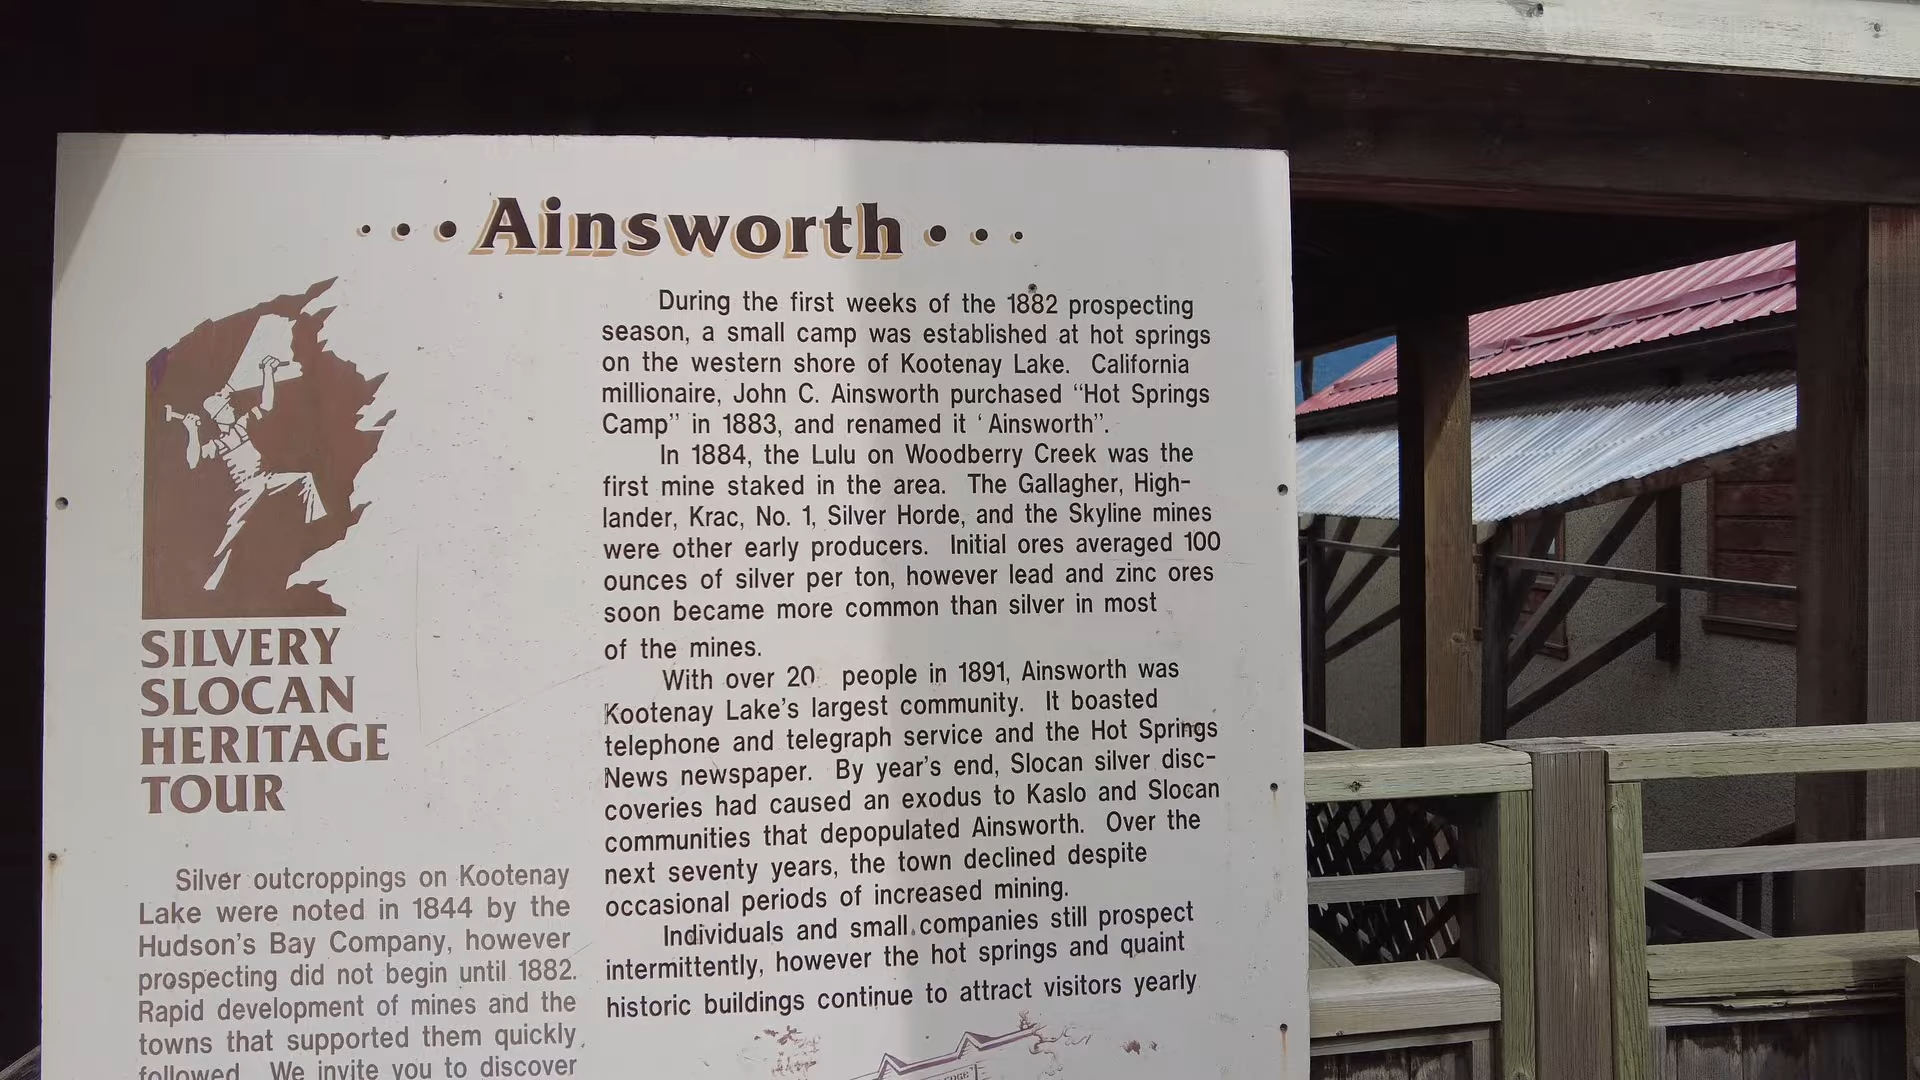 Ainsworth
During the first weeks of the 1882 prospecting
season, a small camp was established at hot springs
on the western shore of Kootenay Lake. California
millionaire, John C. Ainsworth purchased “Hot Springs
Camp” in 1883, and renamed it ‘Ainsworth”.
In 1884, the Lulu on Woodberry Creek was the
first mine staked in the area. The Gallagher, High-
lander, Krac, No. 1, Silver Horde, and the Skyline mines
were other early producers. Initial ores averaged 100
ounces of silver per ton, however lead and zinc ores
soon became more common than silver in most
of the mines.
With over 20 people in 1891, Ainsworth was
Kootenay Lake's largest community. It boasted
telephone and telegraph service and the Hot Springs
News newspaper. By year's end, Slocan silver disc-
coveries had caused an exodus to Kaslo and Slocan
communities that depopulated Ainsworth. Over the
next seventy years, the town declined despite
occasional periods of increased mining.
Individuals and small companies still prospect
intermittently, however the hot springs and quaint
historic buildings continue to attract visitors yearly
SILVERY
SLOCAN
HERITAGE
TOUR
Silver outcroppings on Kootenay
Lake were noted in 1844 by the
Hudson's Bay Company, however
prospecting did not begin until 1882.
Rapid development of mines and the
towns that supported them quickly
followed. We invite you to discover